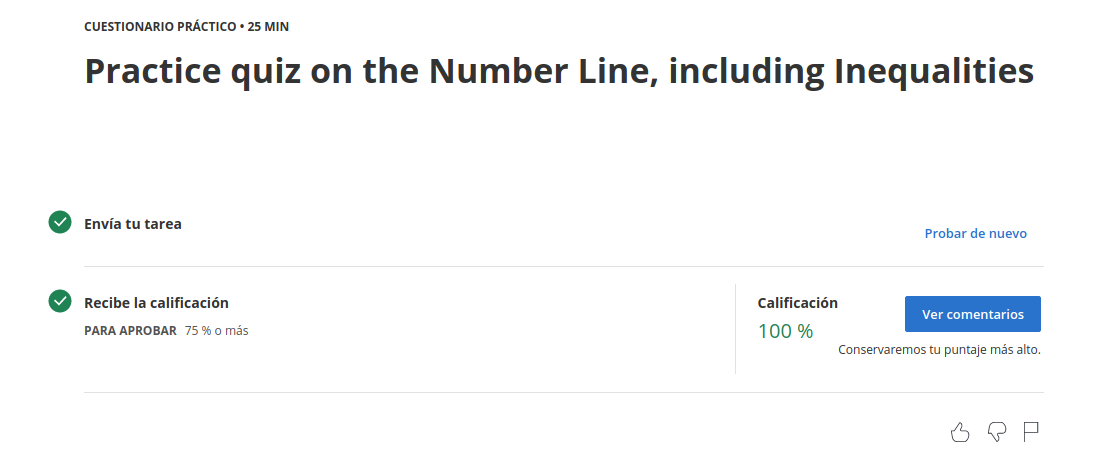 CUESTIONARIO PRÁCTICO • 25 MIN
Practice quiz on the Number Line, including Inequalities
Envía tu tarea
Probar de nuevo
Recibe la calificación
PARA APROBAR 75 % o más
Calificación
100 %
Ver comentarios
Conservaremos tu puntaje más alto.